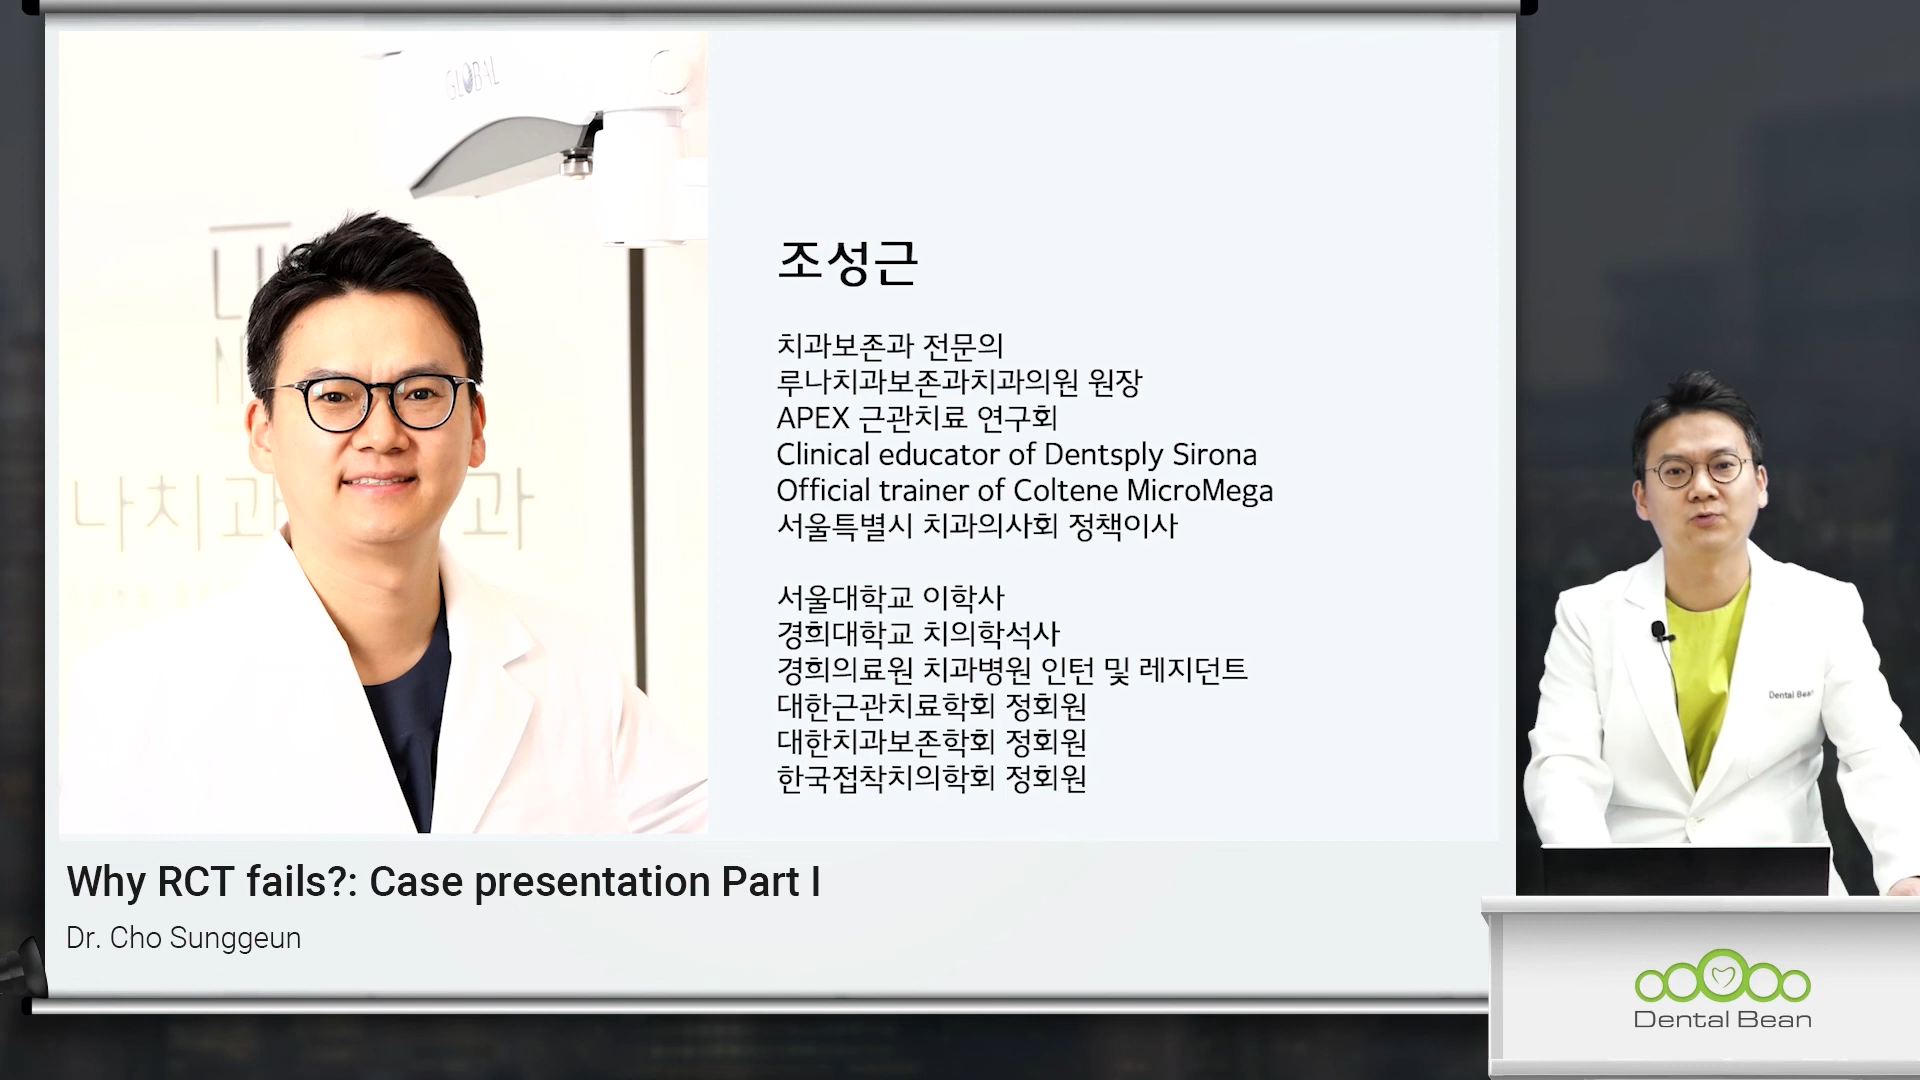 GLOBAL
나치과
과
조성근
치과보존과 전문의
루나치과보존과치과의원 원장
APEX 근관치료 연구회
Clinical educator of Dentsply Sirona
Official trainer of Coltene MicroMega
서울특별시 치과의사회 정책이사
서울대학교 이학사
경희대학교 치의학석사
경희의료원 치과병원 인턴 및 레지던트
대한근관치료학회 정회원
대한치과보존학회 정회원
한국접착치의학회 정회원
Why RCT fails?: Case presentation Part I
Dr. Cho Sunggeun
Dental Bean
Dental Bean